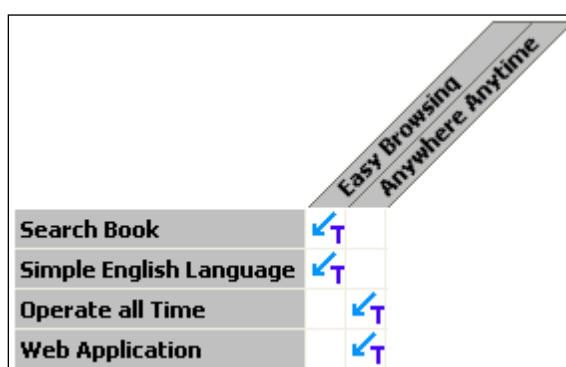 Easy Browsing
Anywhere Anytime
Search Book
T
Simple English Language
T
Operate all Time
T
Web Application
T